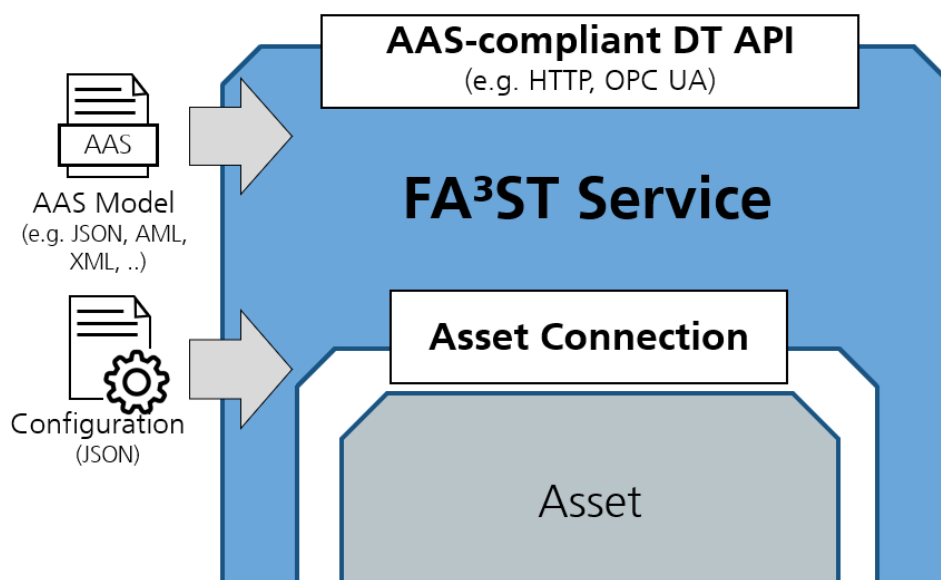 AAS-compliant DT API
(e.g. HTTP, OPC UA)
AAS
AAS Model
(e.g. JSON, AML,
XML, ..)
FA³ST Service
Asset Connection
Configuration
(JSON)
Asset